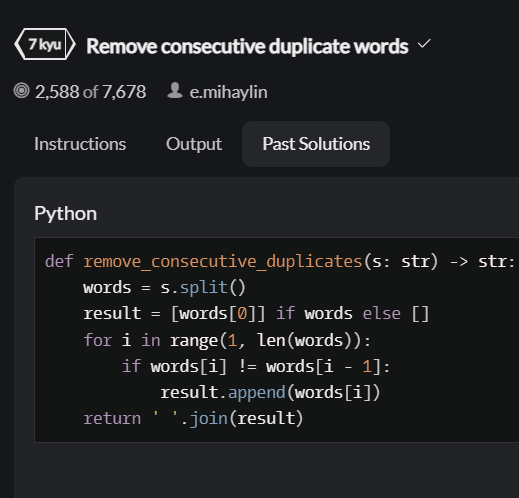 7 kyu Remove consecutive duplicate words
2,588 of 7,678 e.mihaylin
Instructions Output Past Solutions
Python
def remove_consecutive_duplicates(s: str) -> str:
    words = s.split()
    result = [words[0]] if words else []
    for i in range(1, len(words)):
        if words[i] != words[i - 1]:
            result.append(words[i])
    return ' '.join(result)